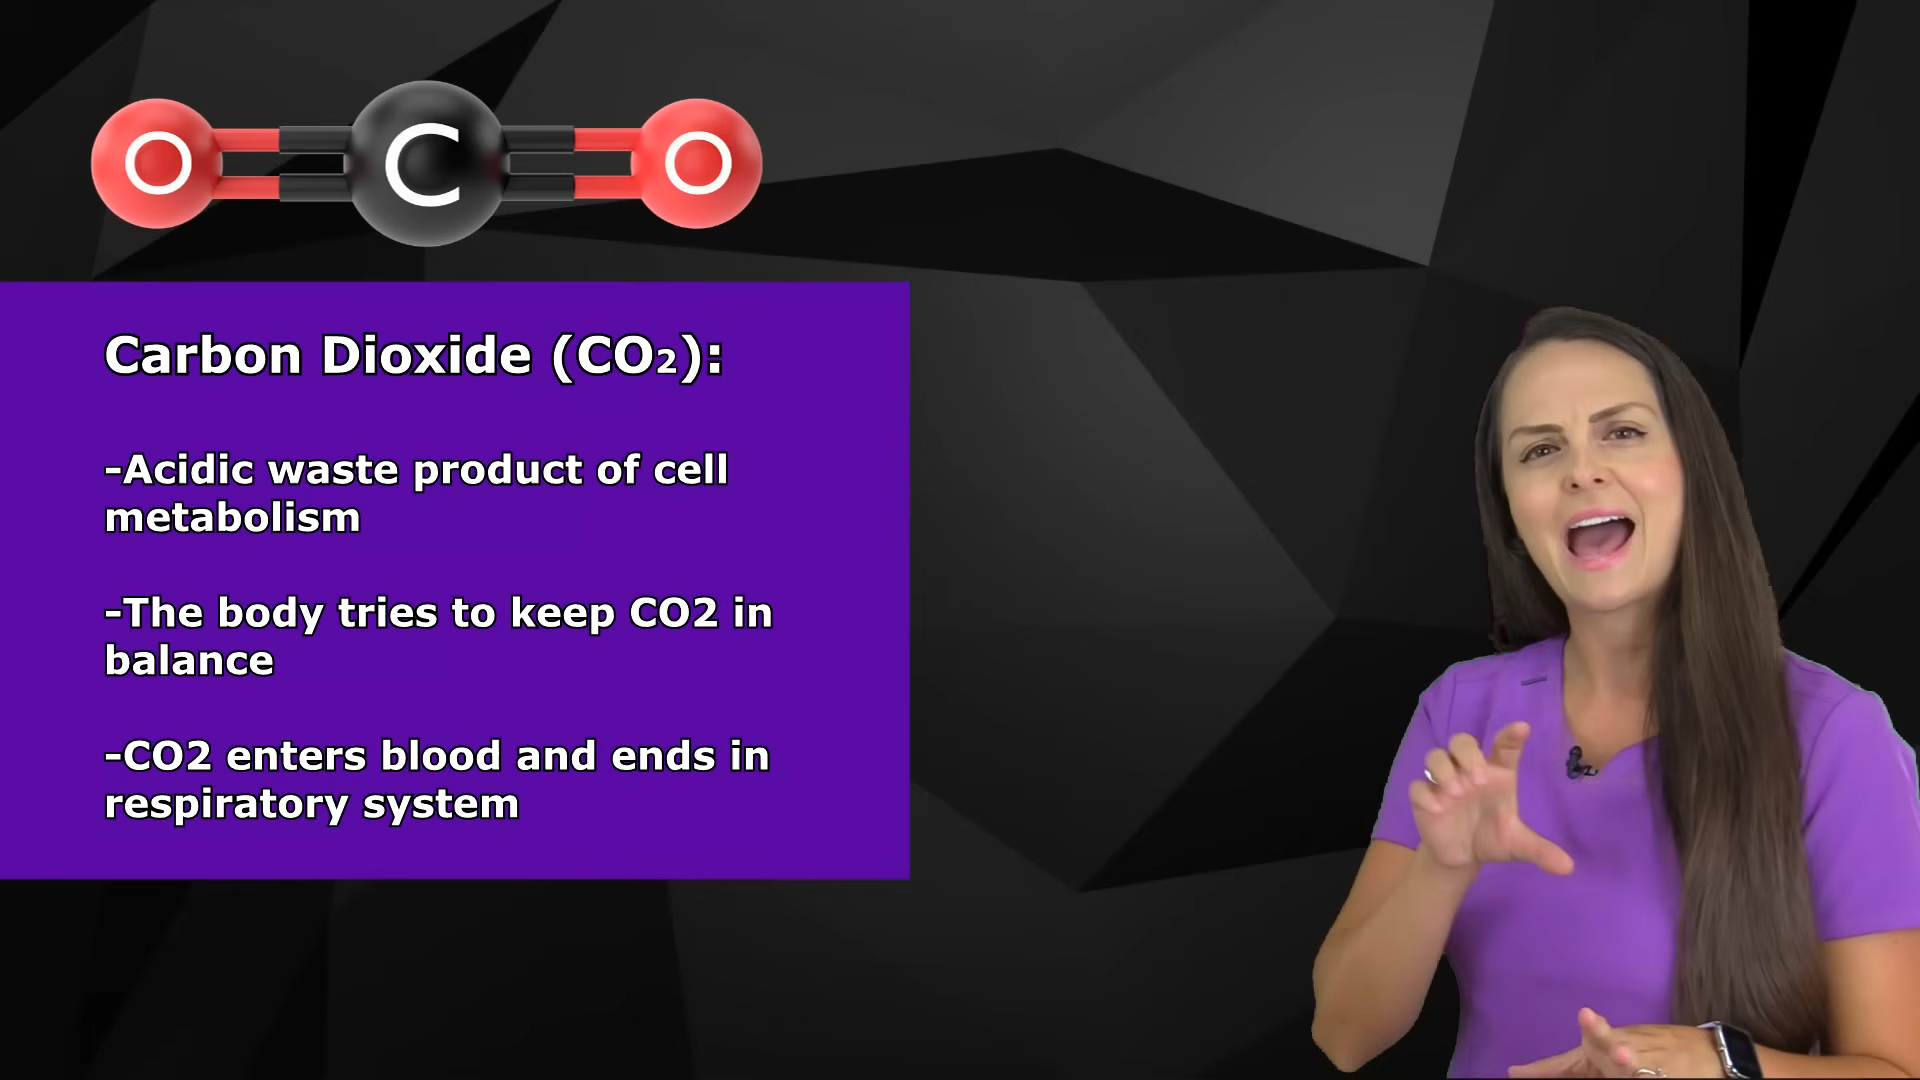 O C O
Carbon Dioxide (CO₂):
-Acidic waste product of cell
metabolism
-The body tries to keep CO2 in
balance
-CO2 enters blood and ends in
respiratory system